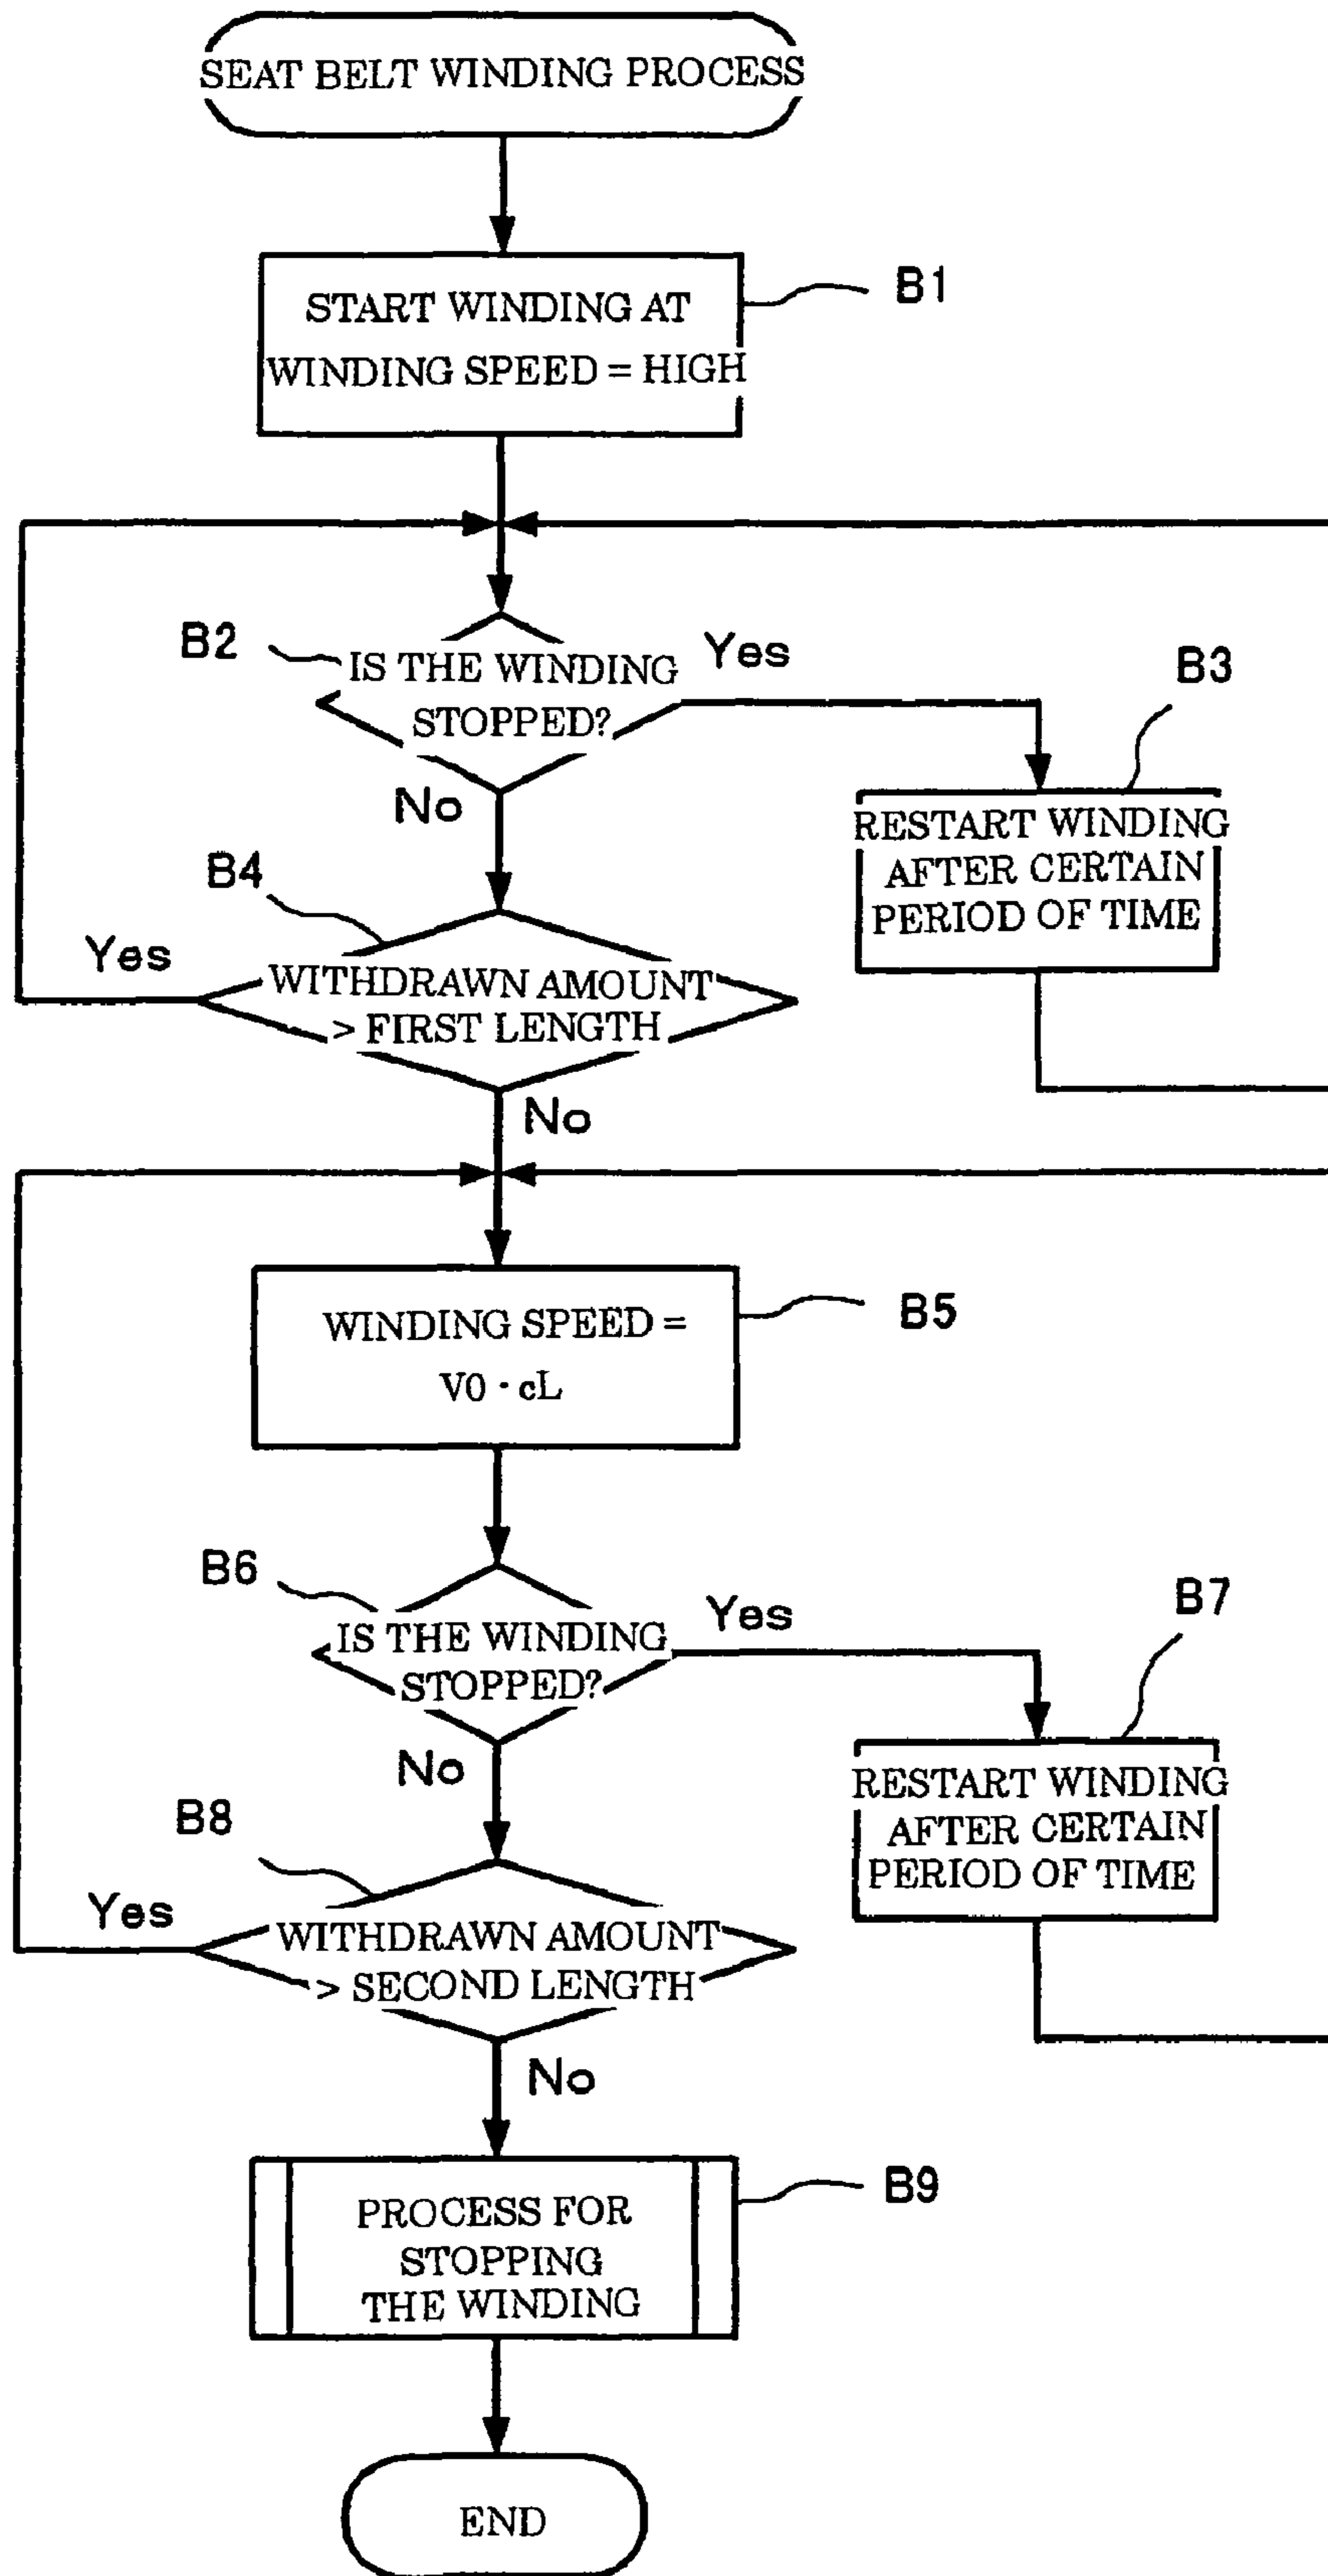 SEAT BELT WINDING PROCESS
START WINDING AT
WINDING SPEED = HIGH
B1
B2
IS THE WINDING
STOPPED?
Yes
No
B3
RESTART WINDING
AFTER CERTAIN
PERIOD OF TIME
B4
Yes
WITHDRAWN AMOUNT
> FIRST LENGTH
No
WINDING SPEED =
V0 · cL
B5
B6
IS THE WINDING
STOPPED?
Yes
No
B7
RESTART WINDING
AFTER CERTAIN
PERIOD OF TIME
B8
Yes
WITHDRAWN AMOUNT
> SECOND LENGTH
No
PROCESS FOR
STOPPING
THE WINDING
B9
END